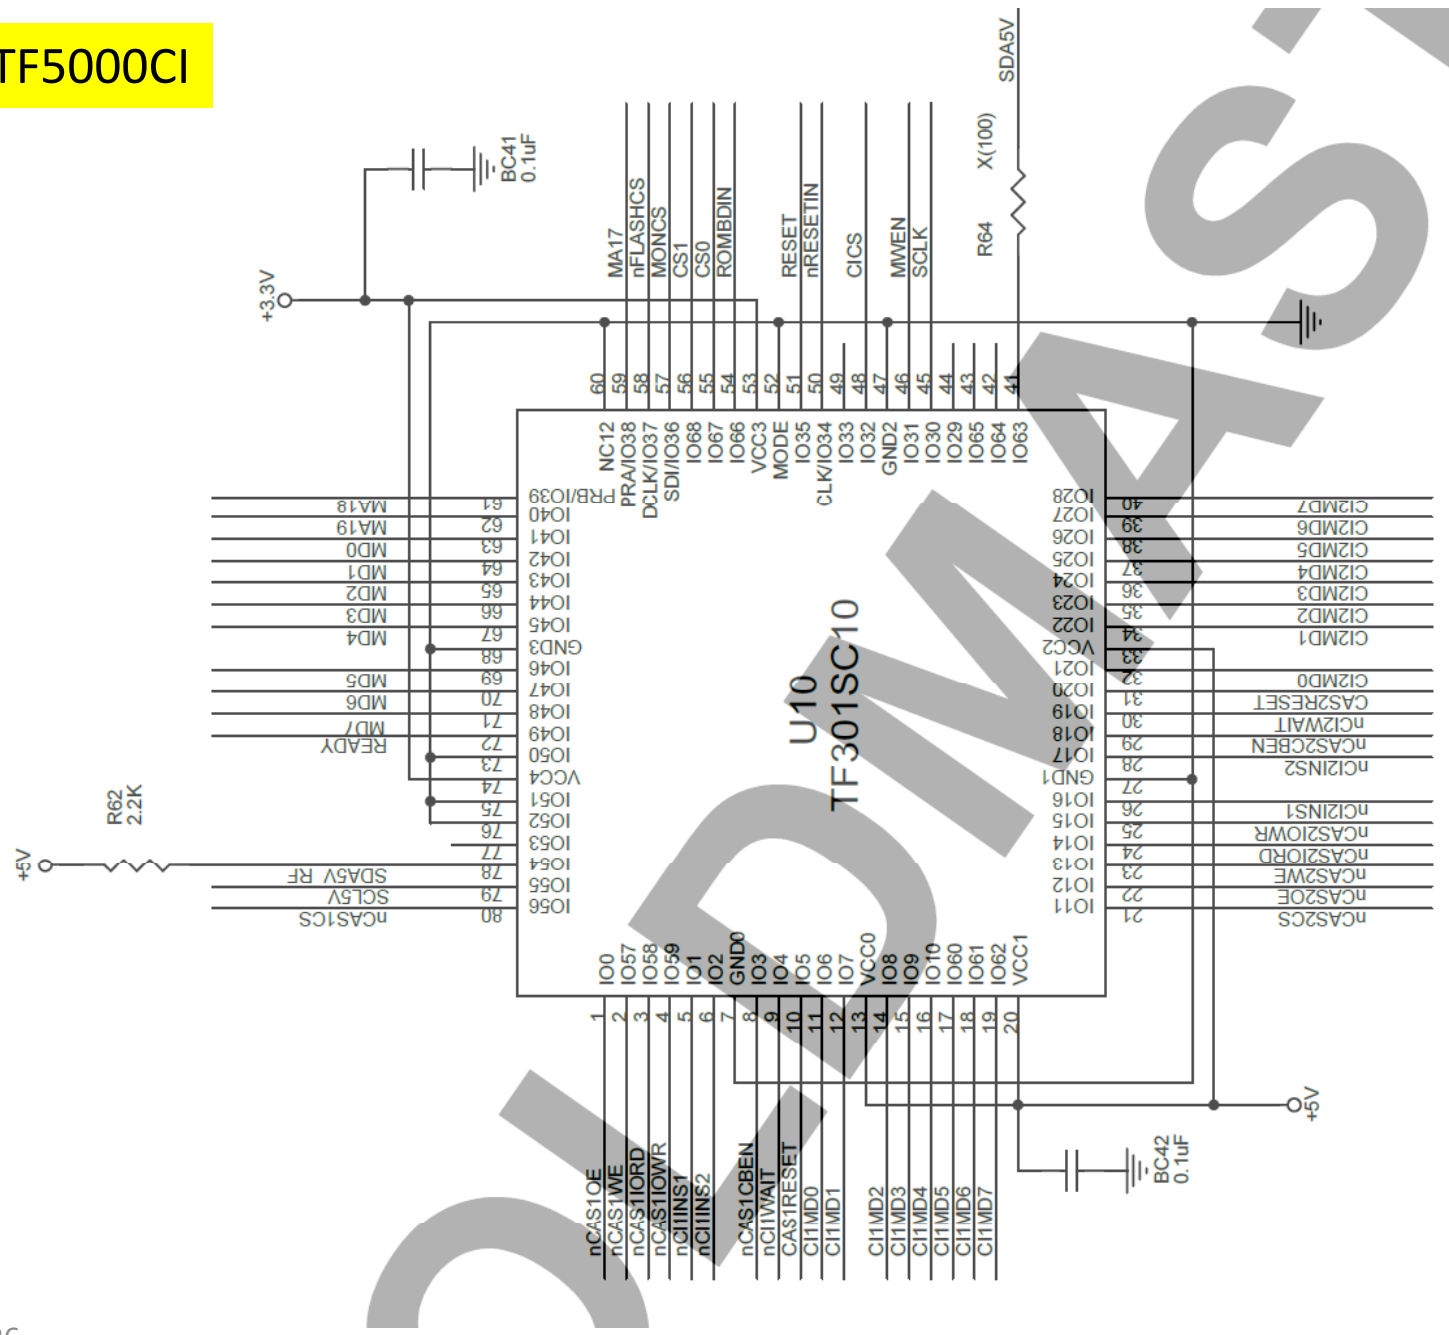 TF5000CI
SDA5V
X(100)
R64
BC41
0.1uF
+3.3V
MA17
nFLASHCS
MONCS
CS1
CS0
ROMBDIN
RESET
nRESETIN
CICS
MWEN
SCLK
60
59
58
57
56
55
54
53
52
51
50
49
48
47
46
45
44
43
42
41
NC12
PRA/IO38
DCLK/IO37
SDI/IO36
IO68
IO67
IO66
VCC3
MODE
IO35
CLK/IO34
IO33
IO32
GND2
IO31
IO30
IO29
IO65
IO64
IO63
MA18 61 PRB/IO39
MA19 62 IO40
MD0 63 IO41
MD1 64 IO42
MD2 65 IO43
MD3 66 IO44
MD4 67 IO45
68 GND3
MD5 69 IO46
MD6 70 IO47
MD7 71 IO48
READY 72 IO49
73 IO50
74 VCC4
75 IO51
76 IO52
77 IO53
SDA5V_RF 78 IO54
SCL5V 79 IO55
nCAS1CS 80 IO56
R62
2.2K
+5V
U10
TF301SC10
IO28 40 CI2MD7
IO27 39 CI2MD6
IO26 38 CI2MD5
IO25 37 CI2MD4
IO24 36 CI2MD3
IO23 35 CI2MD2
IO22 34 CI2MD1
VCC2 33
IO21 32 CI2MD0
IO20 31 CAS2RESET
IO19 30 nCI2WAIT
IO18 29 nCAS2CBEN
IO17 28 nCI2INS2
GND1 27
IO16 26 nCI2INS1
IO15 25 nCAS2IOWR
IO14 24 nCAS2IORD
IO13 23 nCAS2WE
IO12 22 nCAS2OE
IO11 21 nCAS2CS
IO0
IO57
IO58
IO59
IO1
IO2
GND0
IO3
IO4
IO5
IO6
IO7
VCC0
IO8
IO9
IO10
IO60
IO61
IO62
VCC1
1
2
3
4
5
6
7
8
9
10
11
12
13
14
15
16
17
18
19
20
nCAS1OE
nCAS1WE
nCAS1IORD
nCAS1IOWR
nCI1INS1
nCI1INS2
nCAS1CBEN
nCI1WAIT
CAS1RESET
CI1MD0
CI1MD1
CI1MD2
CI1MD3
CI1MD4
CI1MD5
CI1MD6
CI1MD7
+5V
BC42
0.1uF
OLDMAS